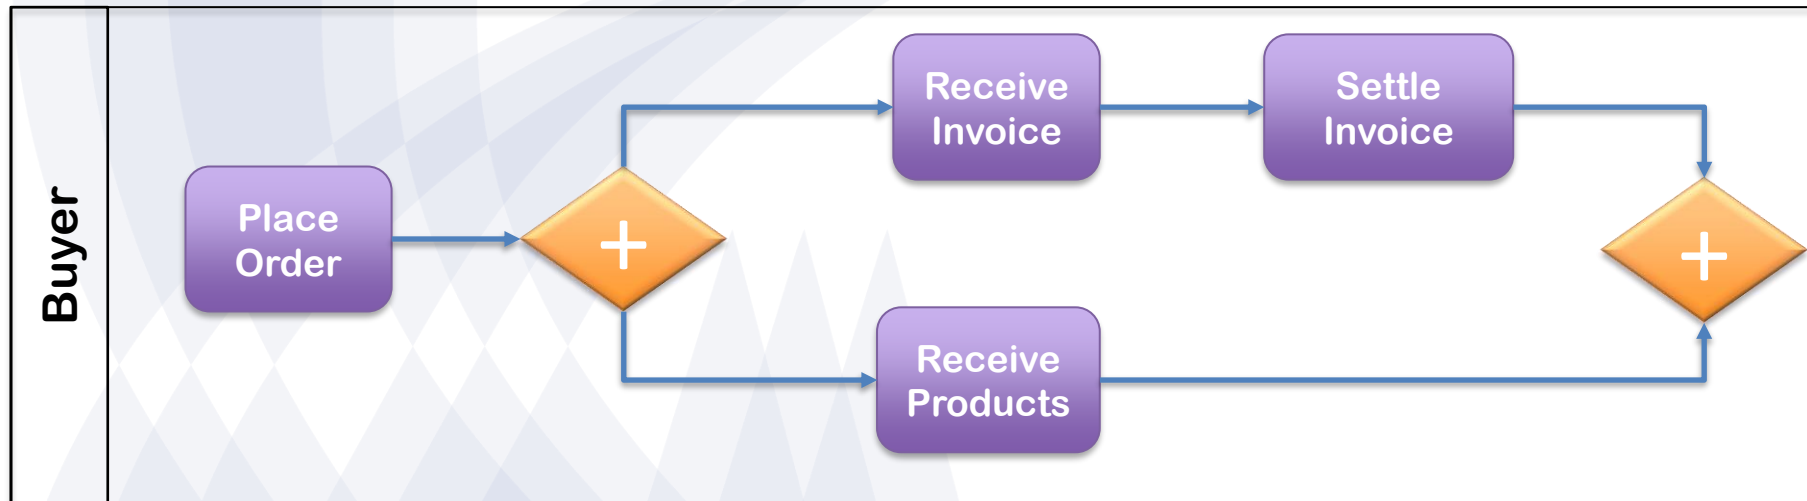 Buyer
Place
Order
+
Receive
Invoice
Settle
Invoice
Receive
Products
+